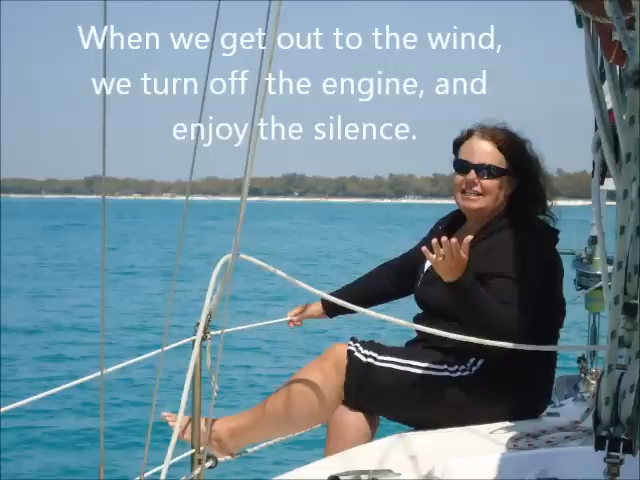 When we get out to the wind,
we turn off the engine, and
enjoy the silence.